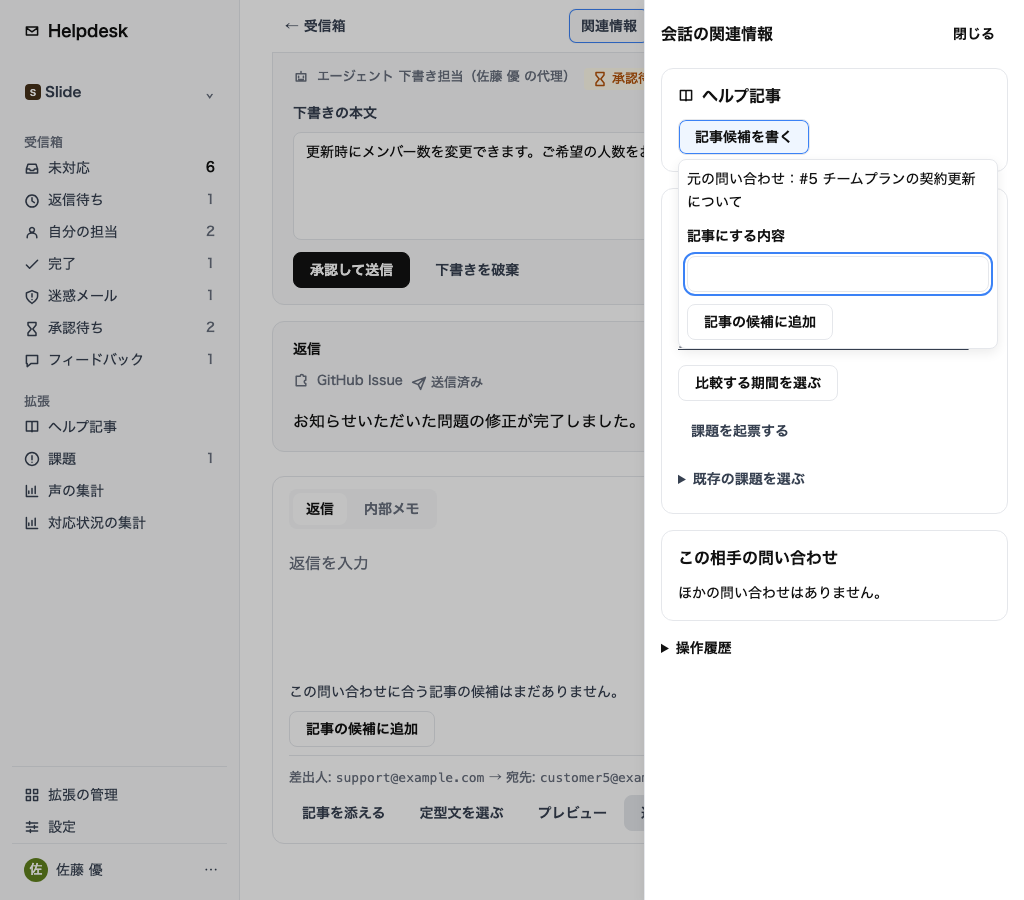 Helpdesk
S Slide
受信箱
未対応 6
返信待ち 1
自分の担当 2
完了 1
迷惑メール 1
承認待ち 2
フィードバック 1
拡張
ヘルプ記事
課題 1
声の集計
対応状況の集計
拡張の管理
設定
佐 佐藤 優 …
← 受信箱
関連情報
エージェント 下書き担当（佐藤 優 の代理）
承認待
下書きの本文
更新時にメンバー数を変更できます。ご希望の人数をお
承認して送信 下書きを破棄
返信
GitHub Issue 送信済み
お知らせいただいた問題の修正が完了しました。
返信 内部メモ
返信を入力
この問い合わせに合う記事の候補はまだありません。
記事の候補に追加
差出人: support@example.com → 宛先: customer5@exam
記事を添える 定型文を選ぶ プレビュー
会話の関連情報 閉じる
ヘルプ記事
記事候補を書く
元の問い合わせ：#5 チームプランの契約更新
について
記事にする内容
記事の候補に追加
比較する期間を選ぶ
課題を起票する
▶ 既存の課題を選ぶ
この相手の問い合わせ
ほかの問い合わせはありません。
▶ 操作履歴